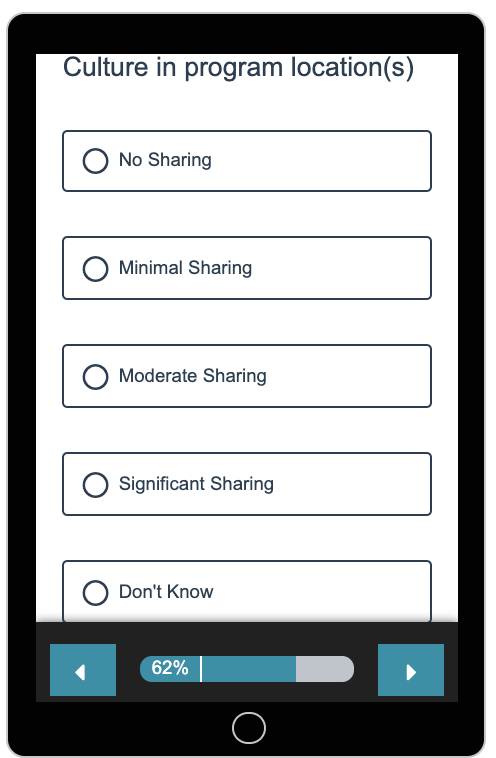 Culture in program location(s)
No Sharing
Minimal Sharing
Moderate Sharing
Significant Sharing
Don't Know
62%